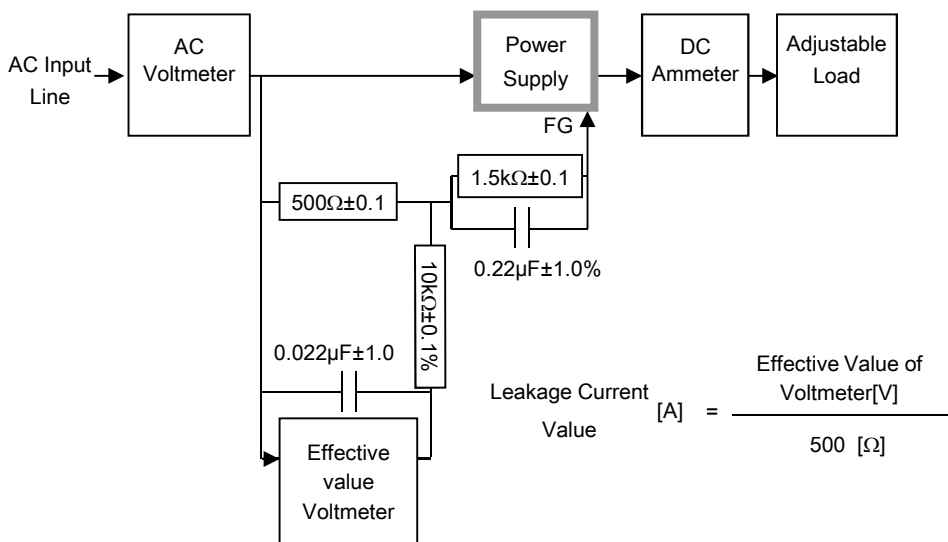 AC Input
Line
AC
Voltmeter
Power
Supply
DC
Ammeter
Adjustable
Load
FG
1.5kΩ±0.1
500Ω±0.1
0.22µF±1.0%
10kΩ±0.1%
0.022µF±1.0
Effective
value
Voltmeter
Leakage Current
Value
[A] =
Effective Value of
Voltmeter[V]
500 [Ω]